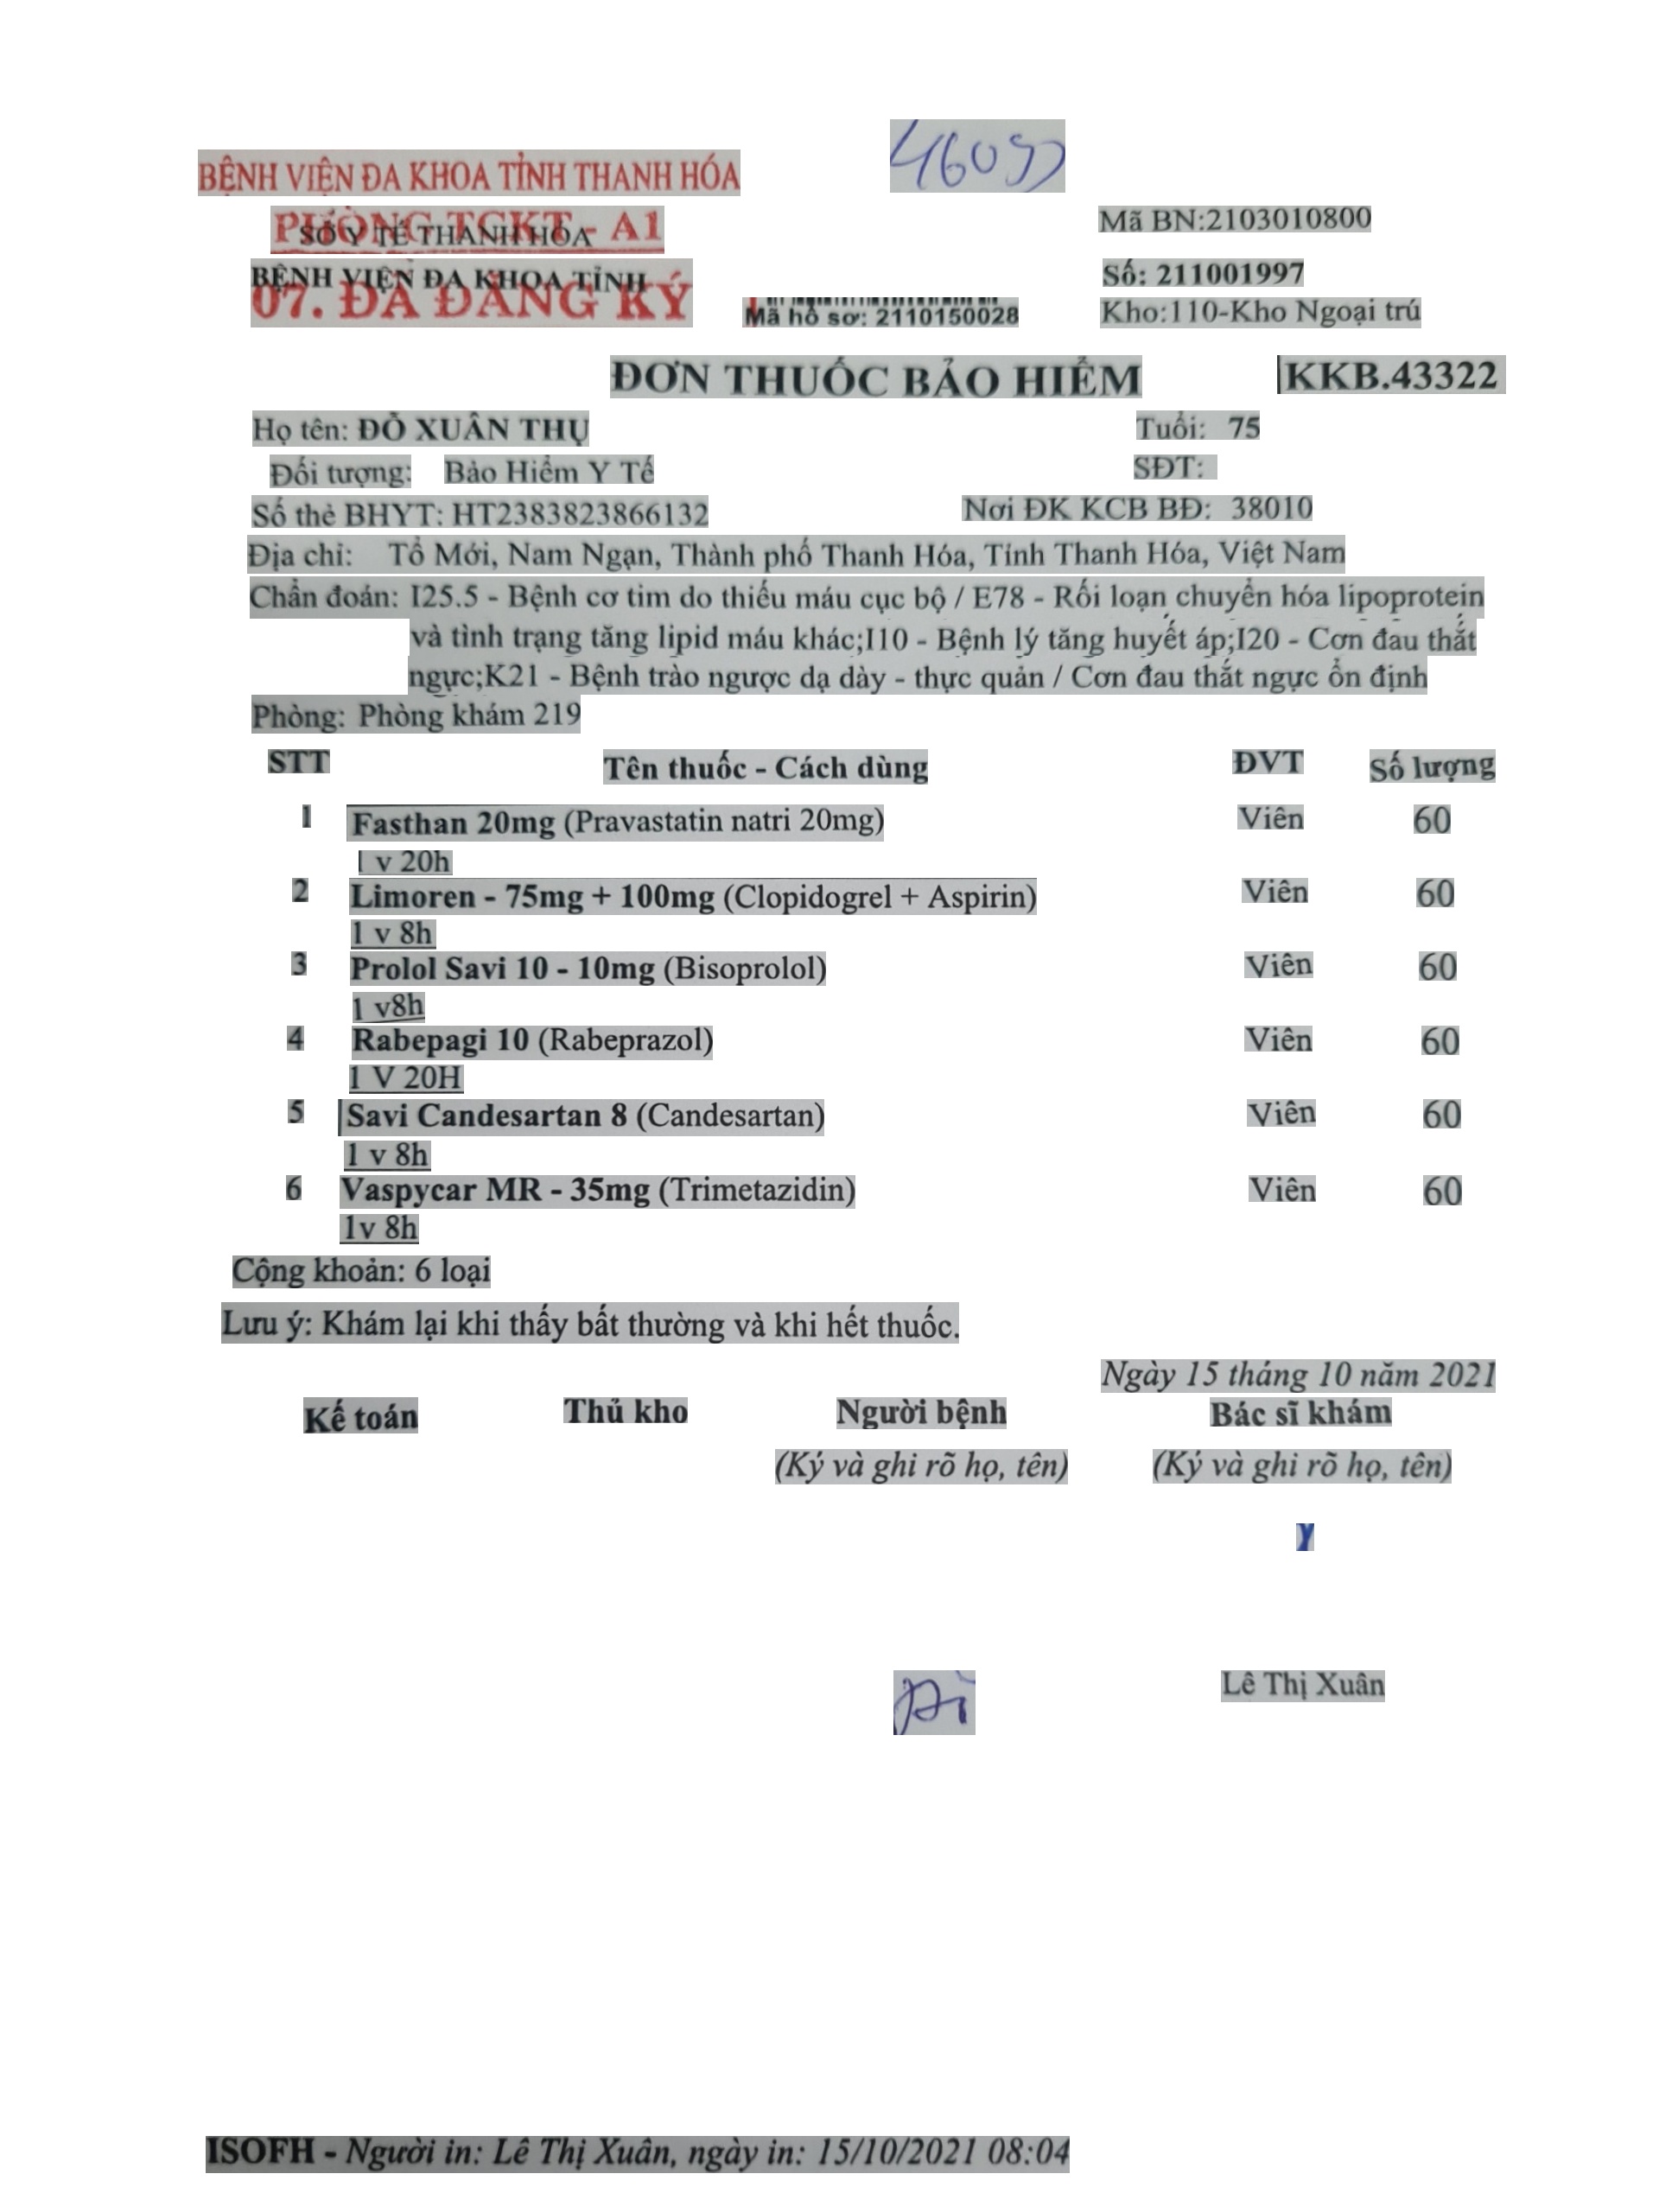 BỆNH VIỆN ĐA KHOA TỈNH THANH HÓA
PHÒNG TCKT - A1
SỞ Y TẾ THANH HÓA
Mã BN:2103010800
BỆNH VIỆN ĐA KHOA TỈNH
07. ĐÃ ĐĂNG KÝ
Số: 211001997
Mã hồ sơ: 2110150028
Kho:110-Kho Ngoại trú
ĐƠN THUỐC BẢO HIỂM
KKB.43322
Họ tên: ĐỖ XUÂN THỤ
Tuổi: 75
Đối tượng: Bảo Hiểm Y Tế
SĐT:
Số thẻ BHYT: HT2383823866132
Nơi ĐK KCB BĐ: 38010
Địa chỉ: Tổ Mới, Nam Ngạn, Thành phố Thanh Hóa, Tỉnh Thanh Hóa, Việt Nam
Chẩn đoán: I25.5 - Bệnh cơ tim do thiếu máu cục bộ / E78 - Rối loạn chuyển hóa lipoprotein
và tình trạng tăng lipid máu khác;I10 - Bệnh lý tăng huyết áp;I20 - Cơn đau thắt
ngực;K21 - Bệnh trào ngược dạ dày - thực quản / Cơn đau thắt ngực ổn định
Phòng: Phòng khám 219
STT Tên thuốc - Cách dùng ĐVT Số lượng
1 Fasthan 20mg (Pravastatin natri 20mg) Viên 60
1 v 20h
2 Limoren - 75mg + 100mg (Clopidogrel + Aspirin) Viên 60
1 v 8h
3 Prolol Savi 10 - 10mg (Bisoprolol) Viên 60
1 v8h
4 Rabepagi 10 (Rabeprazol) Viên 60
1 V 20H
5 Savi Candesartan 8 (Candesartan) Viên 60
1 v 8h
6 Vaspycar MR - 35mg (Trimetazidin) Viên 60
1v 8h
Cộng khoản: 6 loại
Lưu ý: Khám lại khi thấy bất thường và khi hết thuốc.
Ngày 15 tháng 10 năm 2021
Kế toán Thủ kho Người bệnh Bác sĩ khám
(Ký và ghi rõ họ, tên) (Ký và ghi rõ họ, tên)
Lê Thị Xuân
ISOFH - Người in: Lê Thị Xuân, ngày in: 15/10/2021 08:04